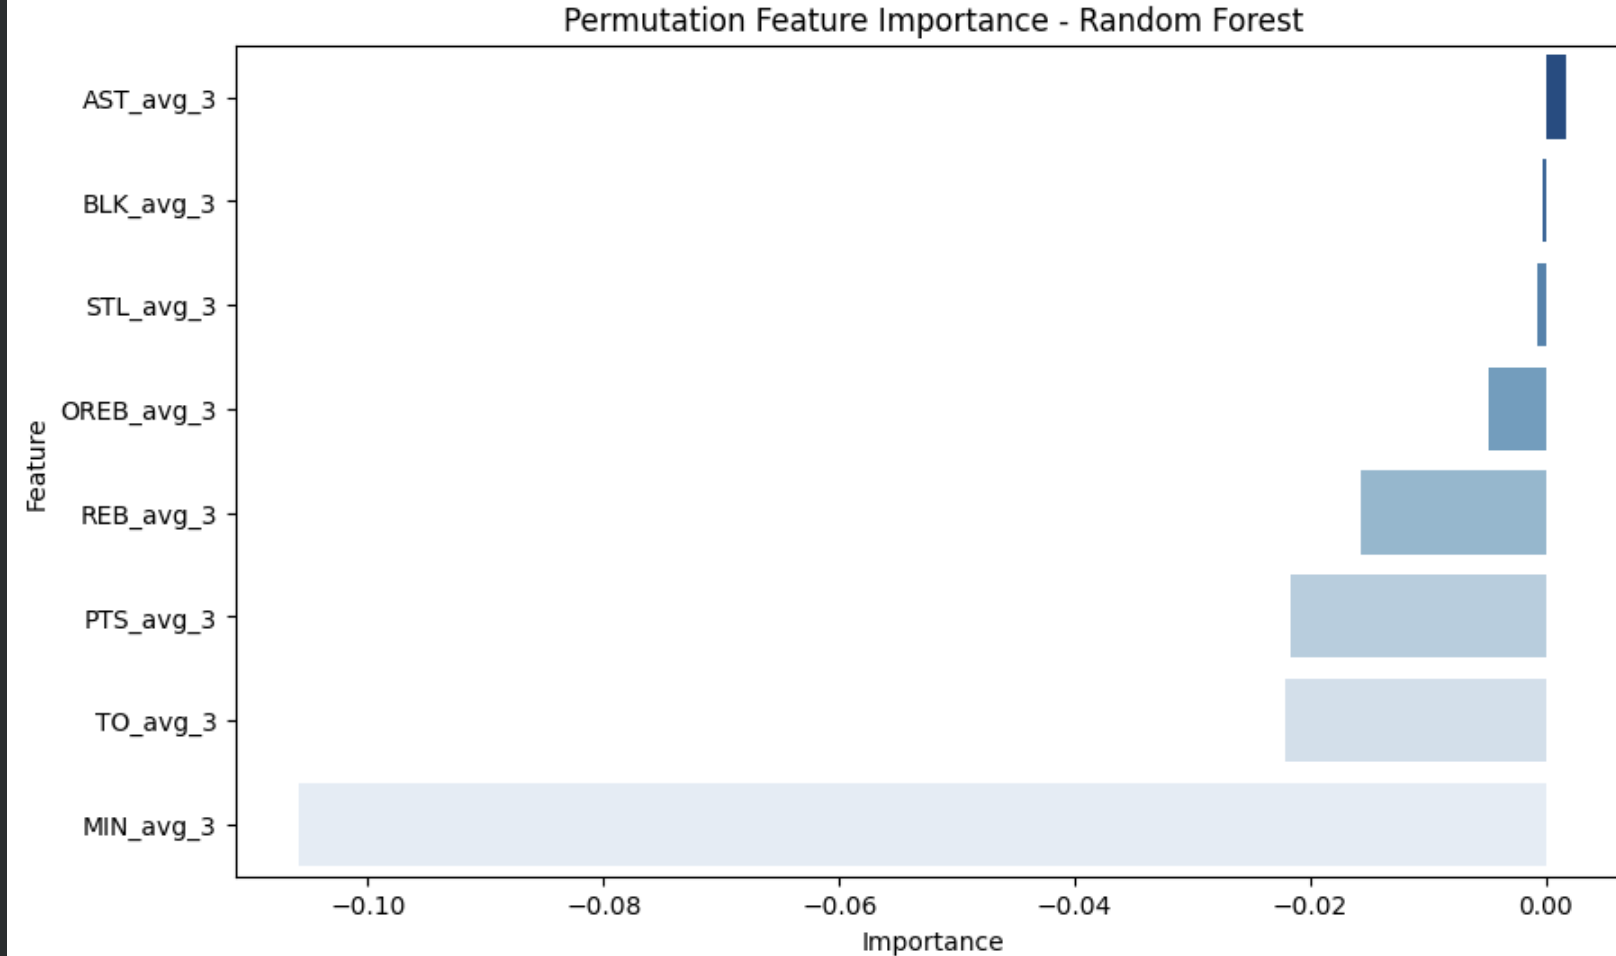 Permutation Feature Importance - Random Forest
AST_avg_3
BLK_avg_3
STL_avg_3
OREB_avg_3
REB_avg_3
PTS_avg_3
TO_avg_3
MIN_avg_3
Feature
−0.10 −0.08 −0.06 −0.04 −0.02 0.00
Importance